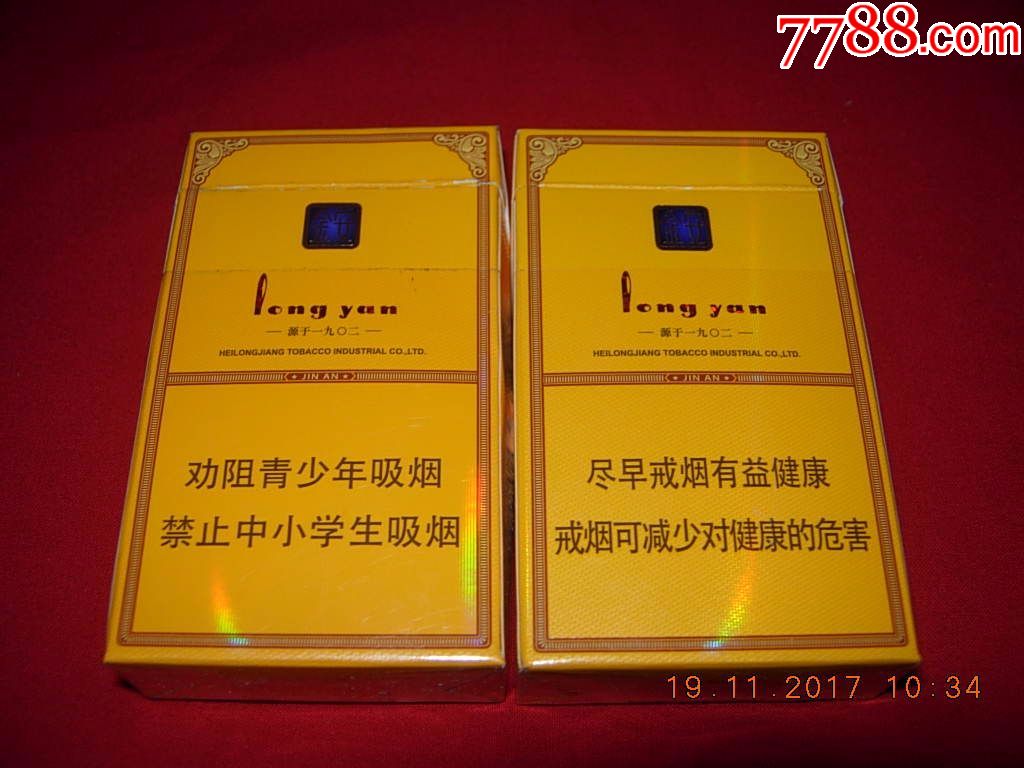 7788.com
long yan
源于一九〇二
HEILONGJIANG TOBACCO INDUSTRIAL CO.,LTD.
JIN AN
劝阻青少年吸烟
禁止中小学生吸烟
long yan
源于一九〇二
HEILONGJIANG TOBACCO INDUSTRIAL CO.,LTD.
JIN AN
尽早戒烟有益健康
戒烟可减少对健康的危害
19.11.2017 10:34